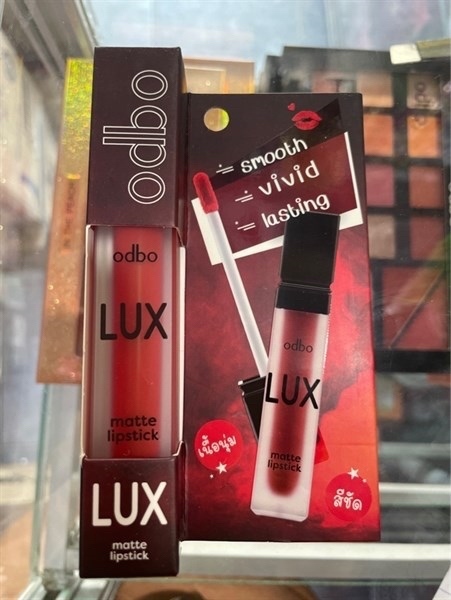 odbo
odbo
LUX
matte
lipstick
LUX
matte
lipstick
smooth
vivid
lasting
odbo
LUX
matte
lipstick
เนื้อนุ่ม
สีชัด